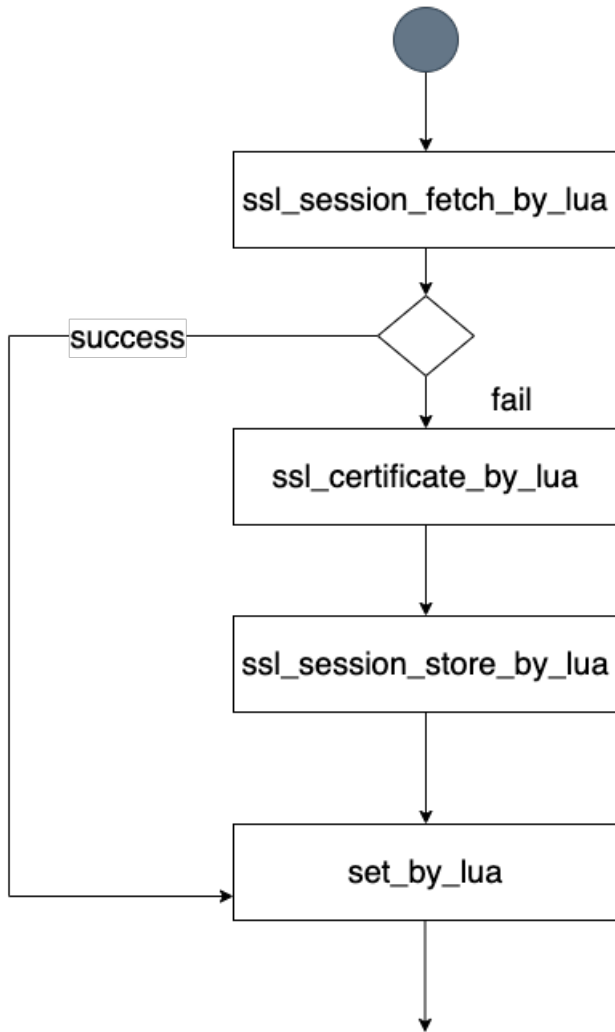 ssl_session_fetch_by_lua
success
fail
ssl_certificate_by_lua
ssl_session_store_by_lua
set_by_lua